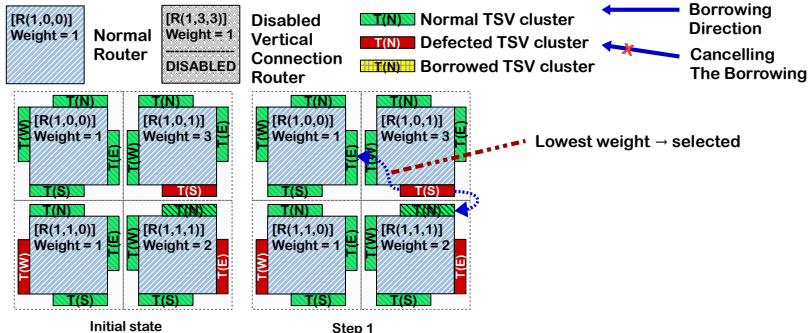 [R(1,0,0)]
Weight = 1
Normal
Router
[R(1,3,3)]
Weight = 1
DISABLED
Disabled
Vertical
Connection
Router
T(N) Normal TSV cluster
T(N) Defected TSV cluster
T(N) Borrowed TSV cluster
Borrowing
Direction
X
Cancelling
The Borrowing
T(N)
T(W)
[R(1,0,0)]
Weight = 1
T(E)
T(S)
T(N)
T(W)
[R(1,0,1)]
Weight = 3
T(E)
T(S)
T(N)
T(W)
[R(1,1,0)]
Weight = 1
T(E)
T(S)
T(N)
T(W)
[R(1,1,1)]
Weight = 2
T(E)
T(S)
Initial state
T(N)
T(W)
[R(1,0,0)]
Weight = 1
T(E)
T(S)
T(N)
T(W)
[R(1,0,1)]
Weight = 3
T(E)
T(S)
Lowest weight → selected
T(N)
T(W)
[R(1,1,0)]
Weight = 1
T(E)
T(S)
T(N)
T(W)
[R(1,1,1)]
Weight = 2
T(E)
T(S)
Step 1